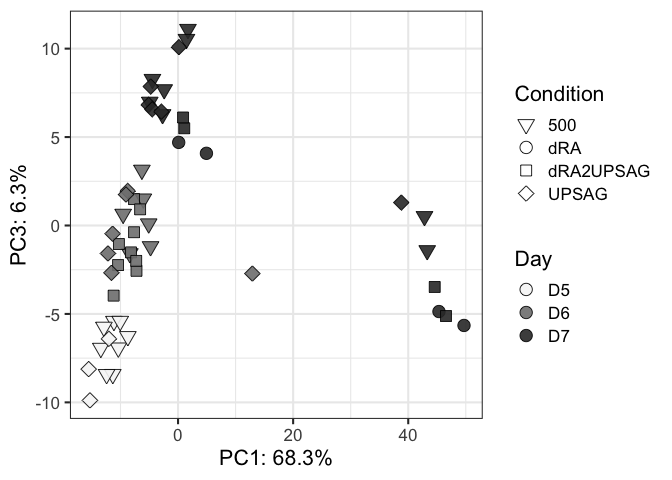 10
5
0
-5
-10
0
20
40
PC1: 68.3%
PC3: 6.3%
Condition
500
dRA
dRA2UPSAG
UPSAG
Day
D5
D6
D7